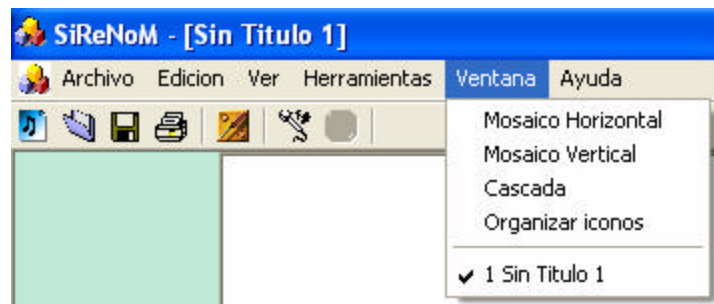 SiReNoM - [Sin Titulo 1]
Archivo Edicion Ver Herramientas Ventana Ayuda
Mosaico Horizontal
Mosaico Vertical
Cascada
Organizar iconos
1 Sin Titulo 1